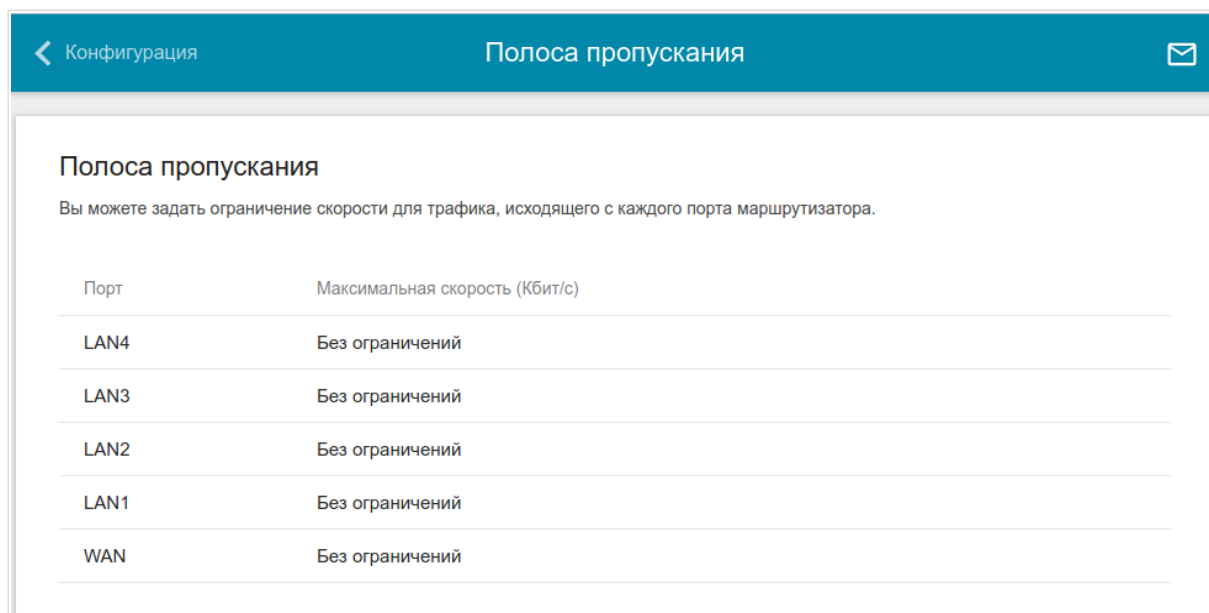 Конфигурация Полоса пропускания
Полоса пропускания
Вы можете задать ограничение скорости для трафика, исходящего с каждого порта маршрутизатора.
Порт Максимальная скорость (Кбит/с)
LAN4 Без ограничений
LAN3 Без ограничений
LAN2 Без ограничений
LAN1 Без ограничений
WAN Без ограничений